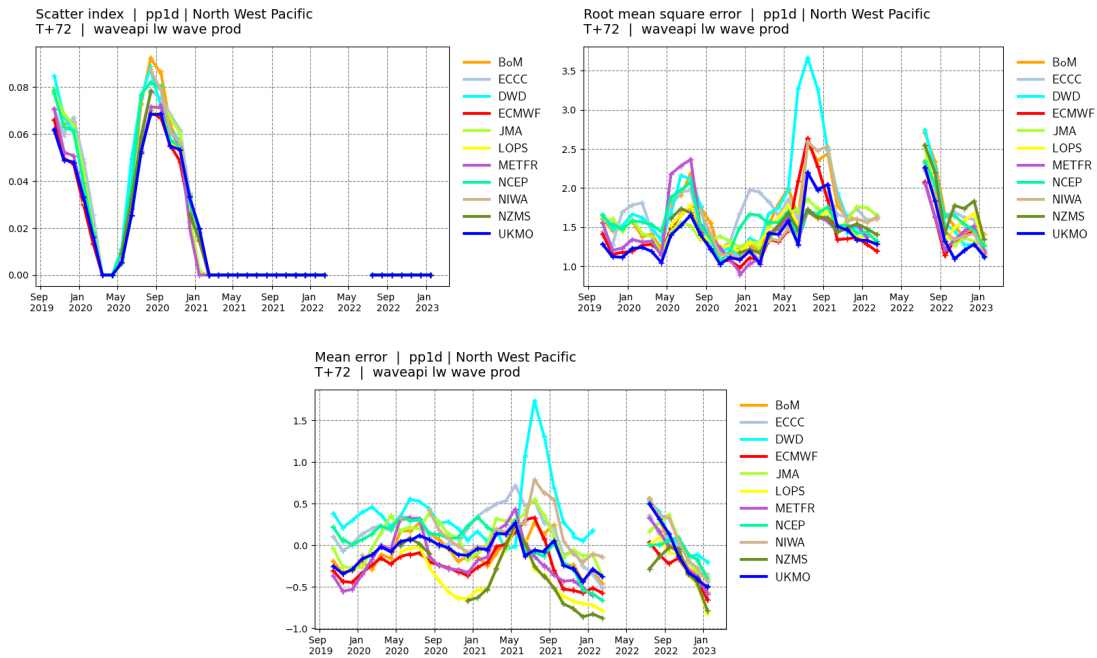 Scatter index | pp1d | North West Pacific
T+72 | waveapi lw wave prod
0.08
0.06
0.04
0.02
0.00
Sep 2019
Jan 2020
May 2020
Sep 2020
Jan 2021
May 2021
Sep 2021
Jan 2022
May 2022
Sep 2022
Jan 2023
BoM
ECCC
DWD
ECMWF
JMA
LOPS
METFR
NCEP
NIWA
NZMS
UKMO
Root mean square error | pp1d | North West Pacific
T+72 | waveapi lw wave prod
3.5
3.0
2.5
2.0
1.5
1.0
Sep 2019
Jan 2020
May 2020
Sep 2020
Jan 2021
May 2021
Sep 2021
Jan 2022
May 2022
Sep 2022
Jan 2023
BoM
ECCC
DWD
ECMWF
JMA
LOPS
METFR
NCEP
NIWA
NZMS
UKMO
Mean error | pp1d | North West Pacific
T+72 | waveapi lw wave prod
1.5
1.0
0.5
0.0
−0.5
−1.0
Sep 2019
Jan 2020
May 2020
Sep 2020
Jan 2021
May 2021
Sep 2021
Jan 2022
May 2022
Sep 2022
Jan 2023
BoM
ECCC
DWD
ECMWF
JMA
LOPS
METFR
NCEP
NIWA
NZMS
UKMO